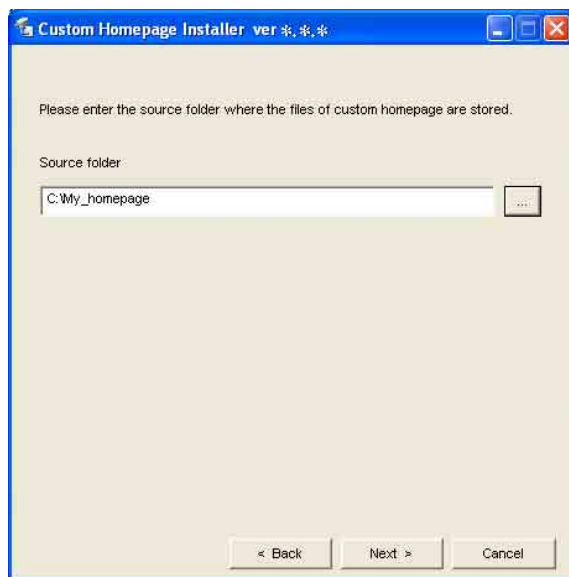 Custom Homepage Installer ver *.*.*
Please enter the source folder where the files of custom homepage are stored.
Source folder
C:\My_homepage
...
< Back
Next >
Cancel